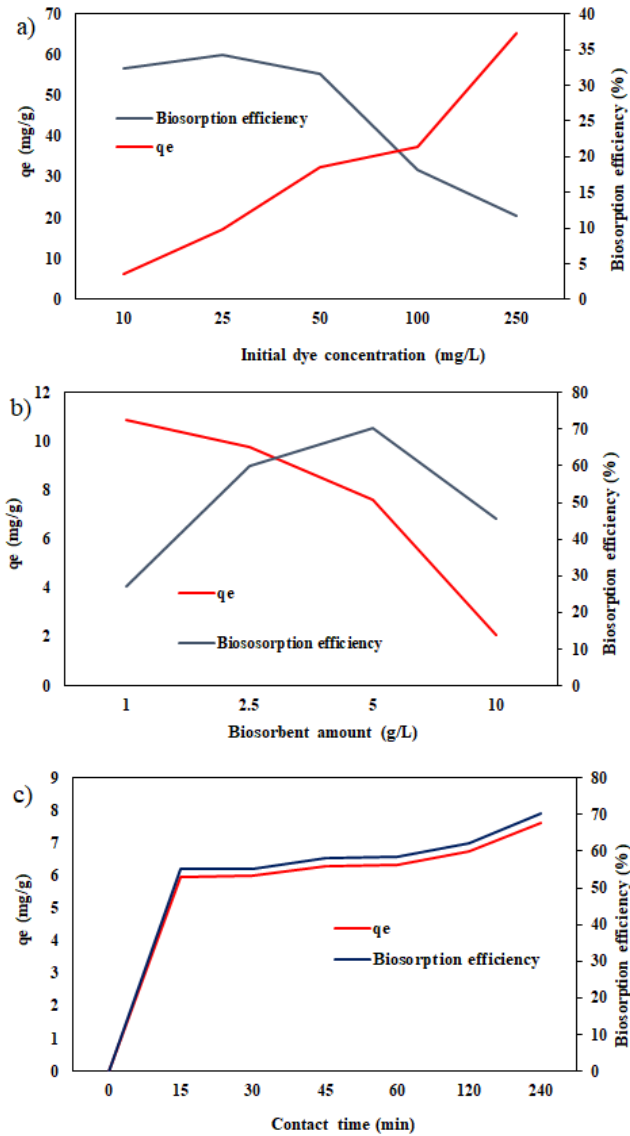 a)
70
60
50
40
30
20
10
0
qe (mg/g)
40
35
30
25
20
15
10
5
0
Biosorption efficiency (%)
Biosorption efficiency
qe
10 25 50 100 250
Initial dye concentration (mg/L)
b)
12
10
8
6
4
2
0
qe (mg/g)
80
70
60
50
40
30
20
10
0
Biosorption efficiency (%)
qe
Biososorption efficiency
1 2.5 5 10
Biosorbent amount (g/L)
c)
9
8
7
6
5
4
3
2
1
0
qe (mg/g)
80
70
60
50
40
30
20
10
0
Biosorption efficiency (%)
qe
Biosorption efficiency
0 15 30 45 60 120 240
Contact time (min)